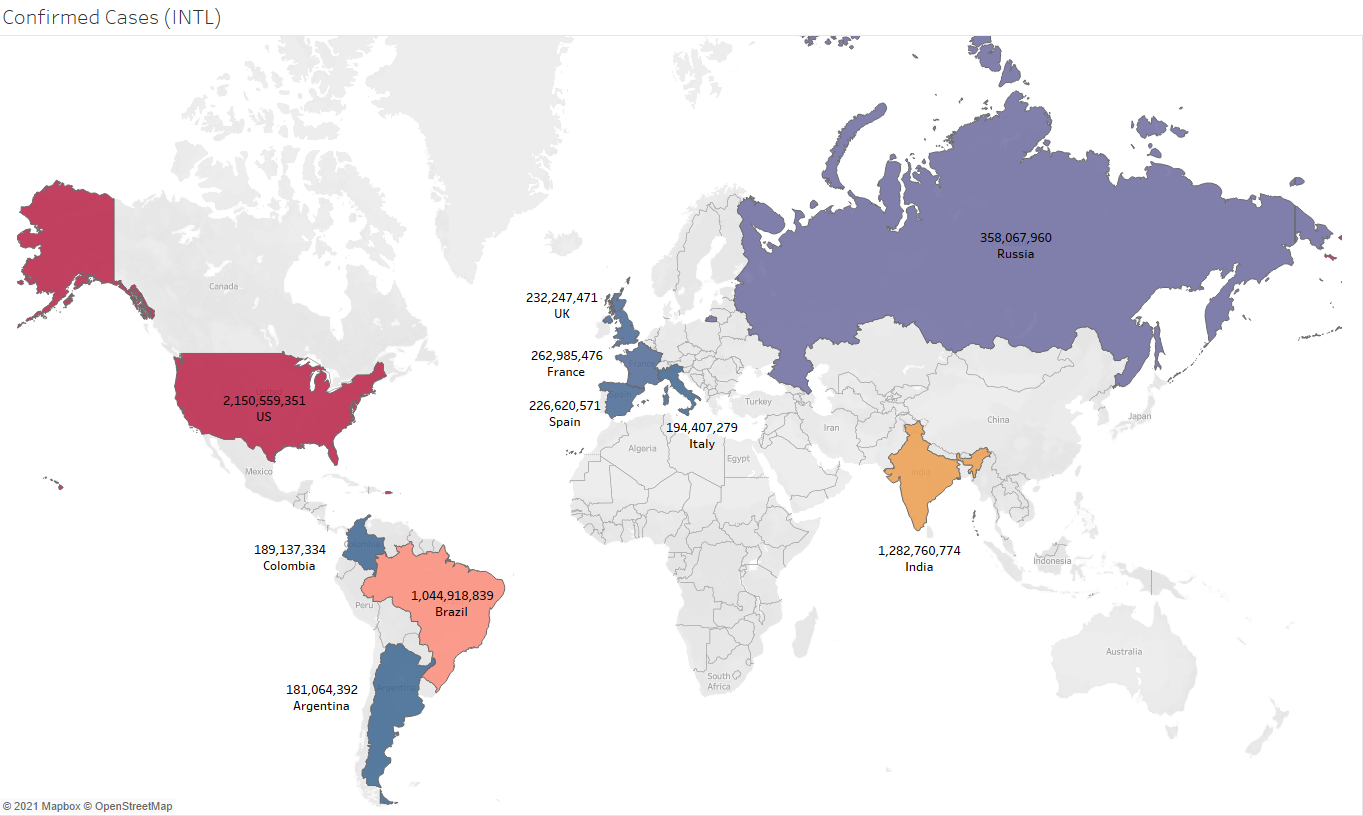 Confirmed Cases (INTL)
Canada
358,067,960
Russia
232,247,471
UK
262,985,476
France
France
226,620,571
Spain
194,407,279
Italy
2,150,559,351
US
Mexico
Turkey
Iran
China
Japan
Algeria
Egypt
India
1,282,760,774
India
189,137,334
Colombia
1,044,918,839
Brazil
Peru
Indonesia
181,064,392
Argentina
Argentina
South
Africa
Australia
© 2021 Mapbox © OpenStreetMap